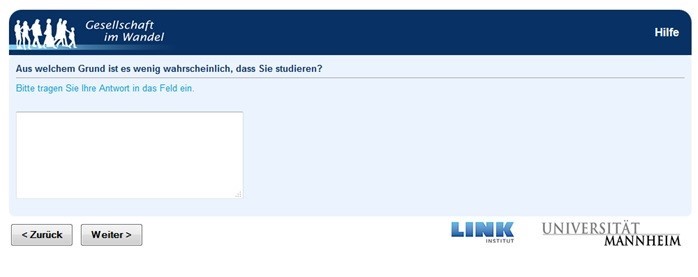 Gesellschaft
im Wandel
Hilfe
Aus welchem Grund ist es wenig wahrscheinlich, dass Sie studieren?
Bitte tragen Sie Ihre Antwort in das Feld ein.
< Zurück
Weiter >
LINK
INSTITUT
UNIVERSITÄT
MANNHEIM